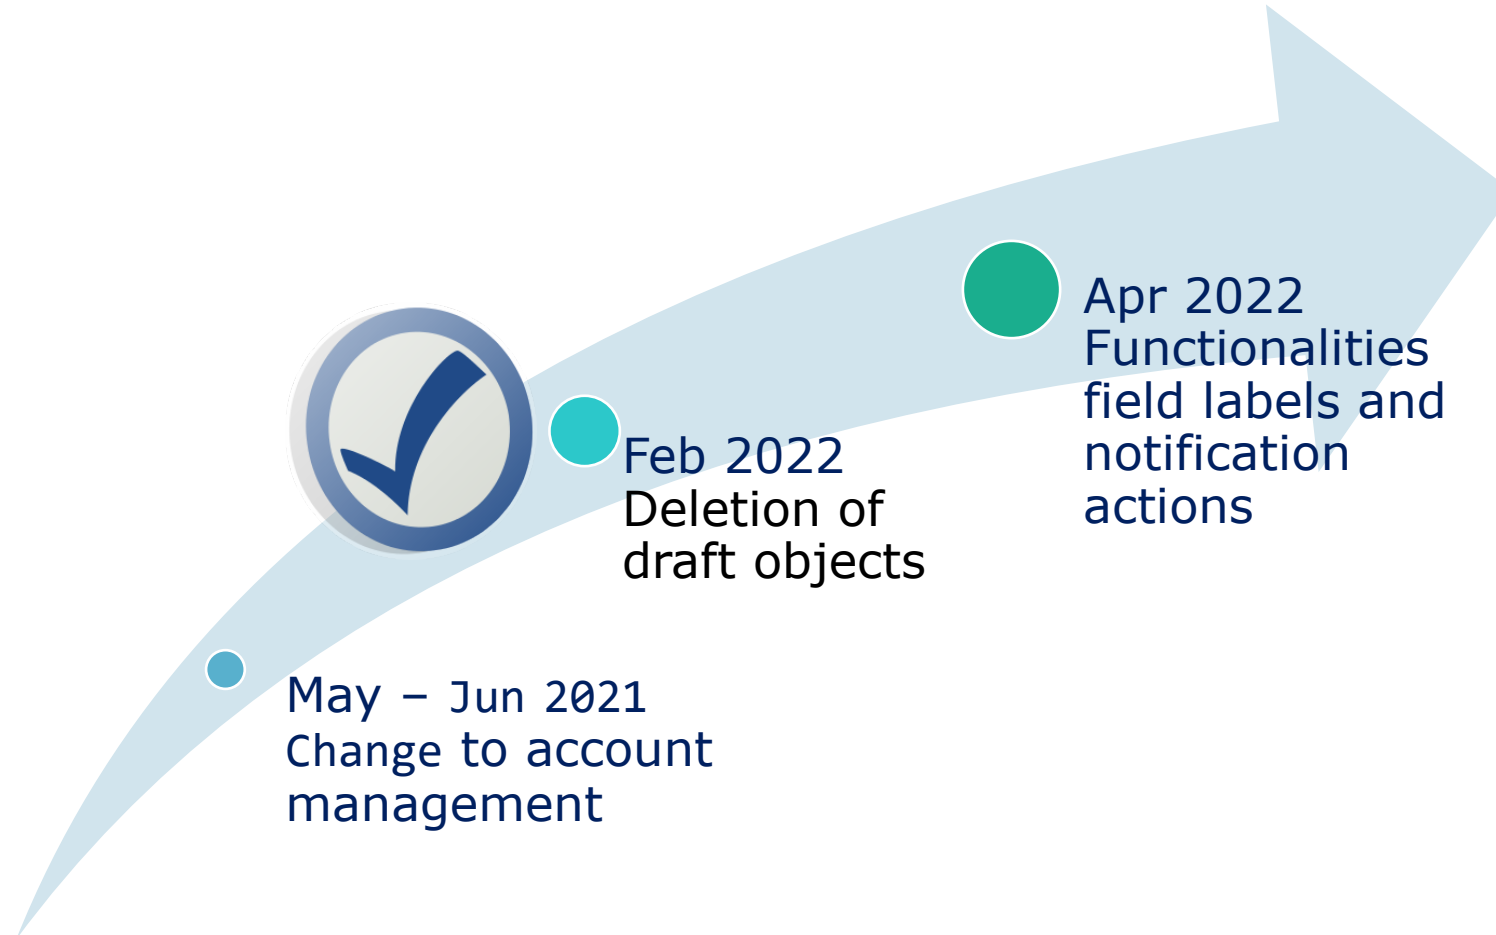 May – Jun 2021
Change to account
management
Feb 2022
Deletion of
draft objects
Apr 2022
Functionalities
field labels and
notification
actions